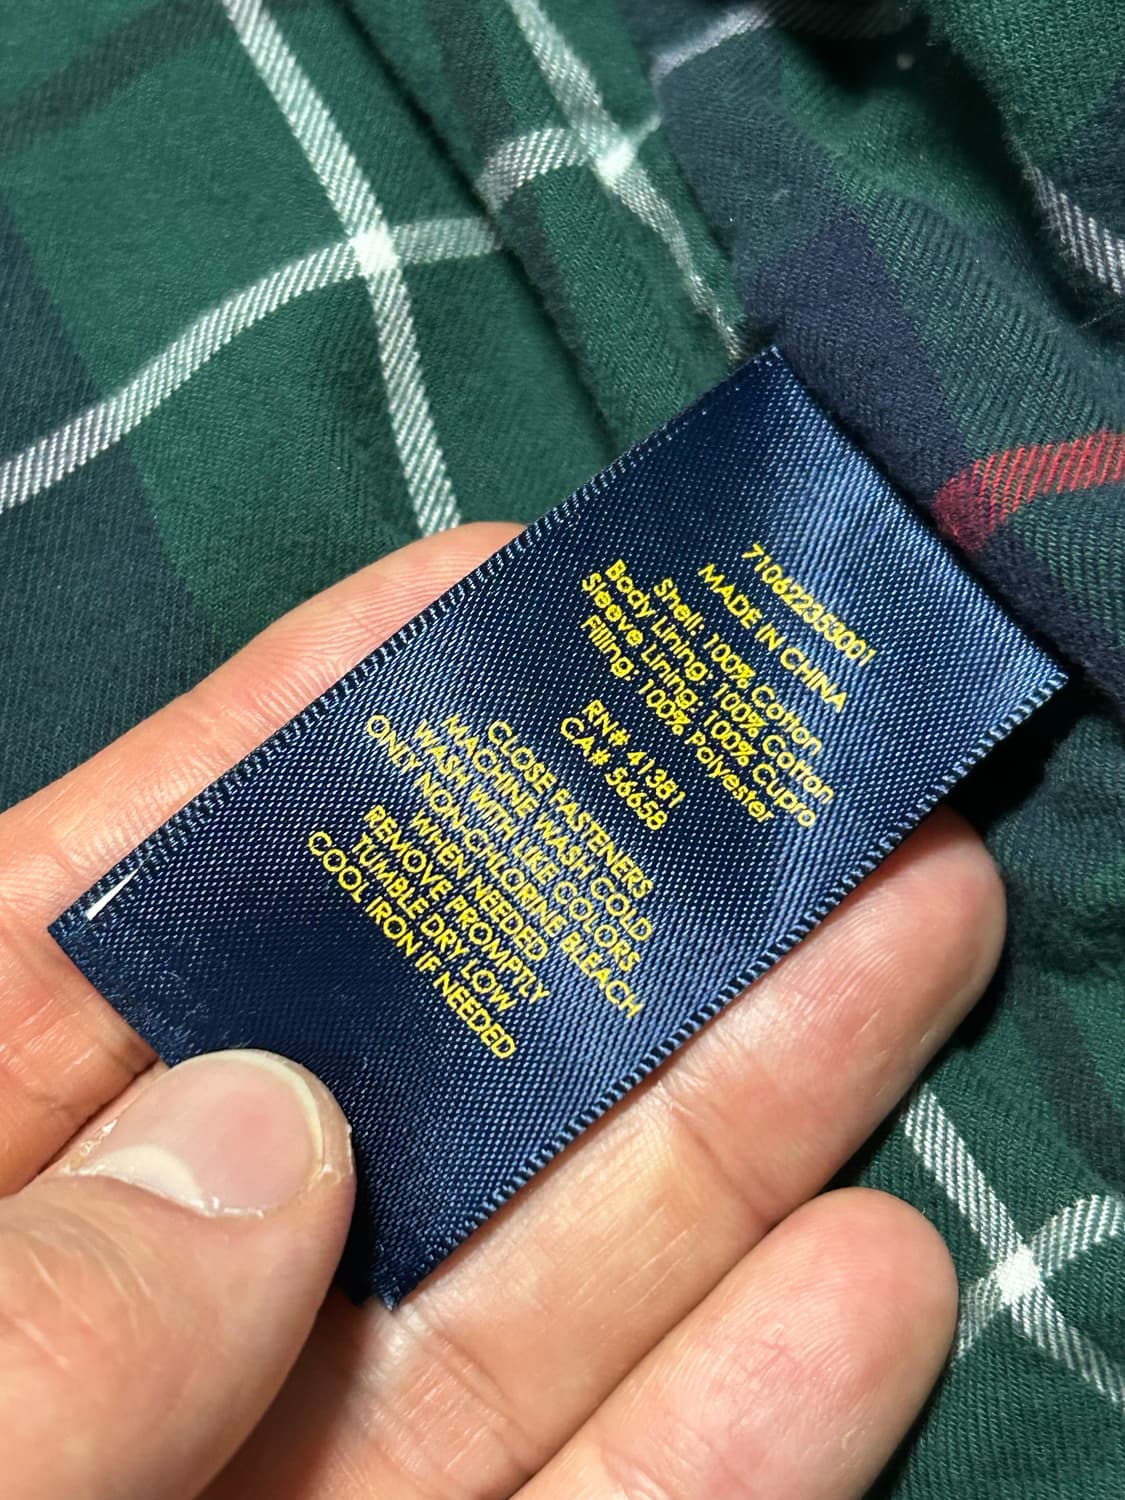 710622353001
MADE IN CHINA
Shell: 100% Cotton
Body Lining: 100% Cotton
Sleeve Lining: 100% Cupro
Filling: 100% Polyester
RN# 41381
CA# 56658
CLOSE FASTENERS
MACHINE WASH COLD
WASH WITH LIKE COLORS
ONLY NON-CHLORINE BLEACH
WHEN NEEDED
REMOVE PROMPTLY
TUMBLE DRY LOW
COOL IRON IF NEEDED